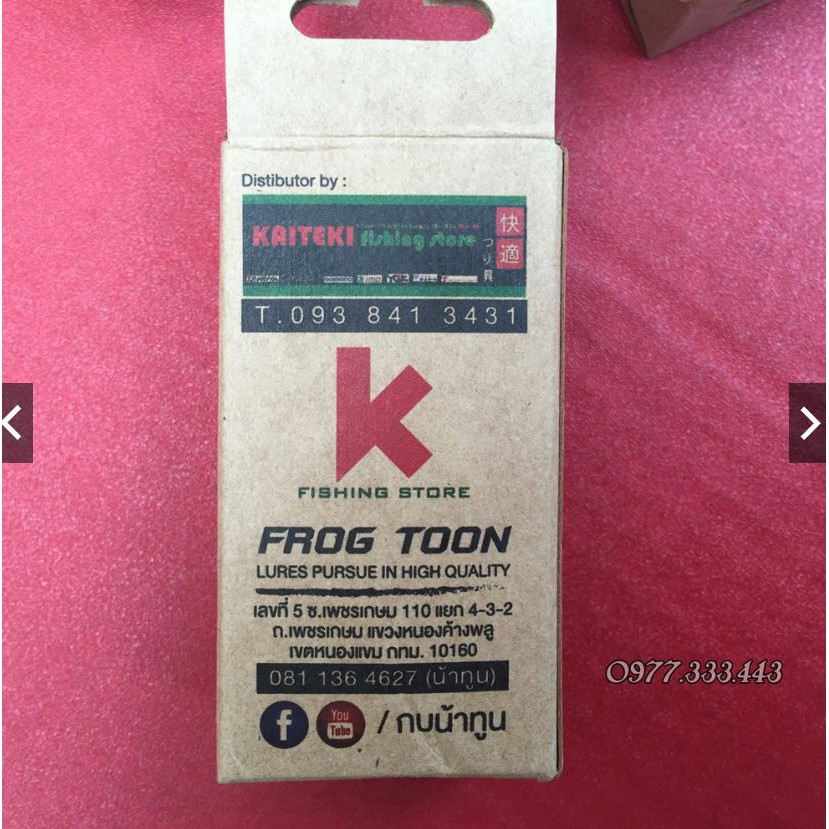 Distibutor by :
KAITEKI fishing store
快適
つり具
T.093 841 3431
K
FISHING STORE
FROG TOON
LURES PURSUE IN HIGH QUALITY
เลขที่ 5 ซ.เพชรเกษม 110 แยก 4-3-2
ถ.เพชรเกษม แขวงหนองค้างพลู
เขตหนองแขม กทม. 10160
081 136 4627 (น้าทูน)
f You Tube / กบน้าทูน
0977.333.443